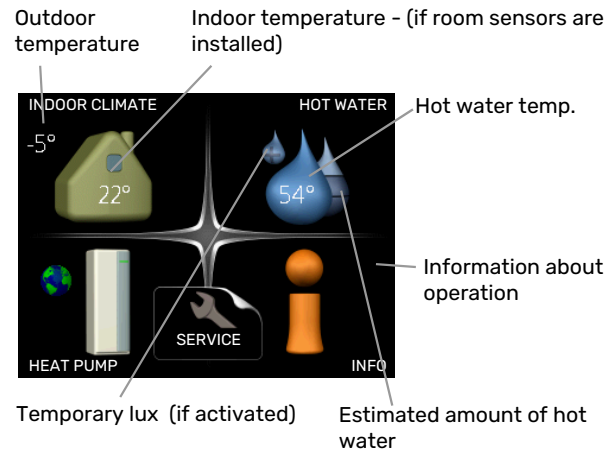 Outdoor
temperature
Indoor temperature - (if room sensors are
installed)
INDOOR CLIMATE
HOT WATER
-5°
22°
54°
Hot water temp.
Information about
operation
SERVICE
HEAT PUMP
INFO
Temporary lux (if activated)
Estimated amount of hot
water